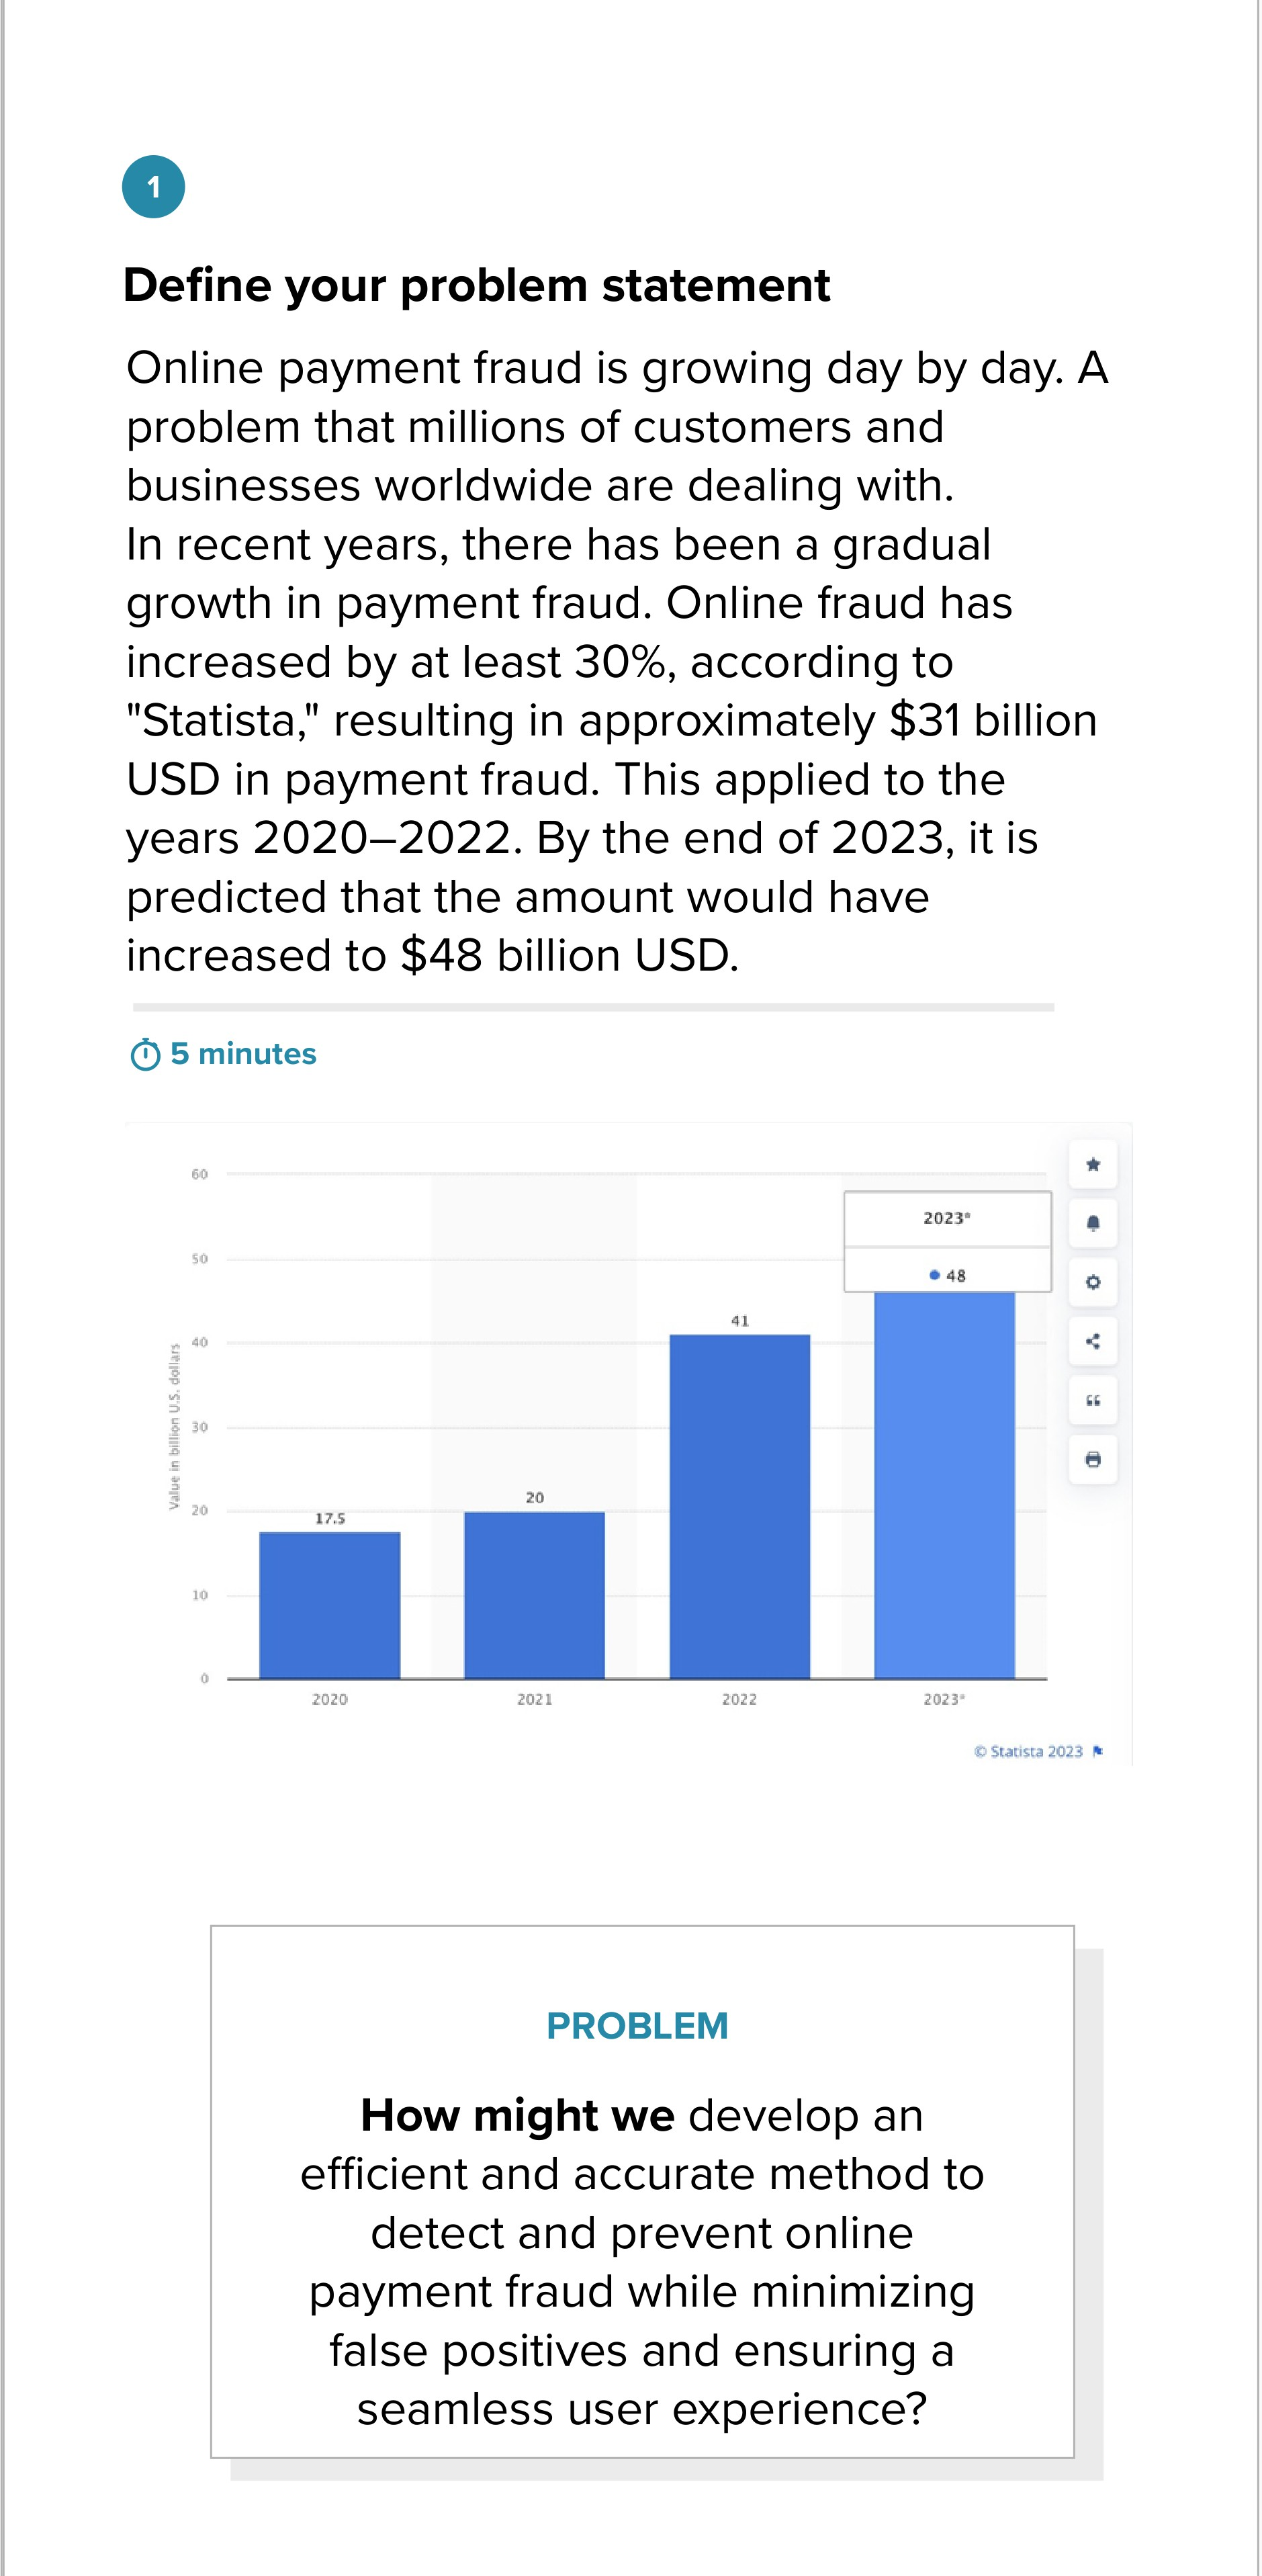 1
Define your problem statement
Online payment fraud is growing day by day. A
problem that millions of customers and
businesses worldwide are dealing with.
In recent years, there has been a gradual
growth in payment fraud. Online fraud has
increased by at least 30%, according to
"Statista," resulting in approximately $31 billion
USD in payment fraud. This applied to the
years 2020–2022. By the end of 2023, it is
predicted that the amount would have
increased to $48 billion USD.
5 minutes
60
50
40
30
20
10
0
Value in billion U.S. dollars
17.5
20
41
2023*
48
2020
2021
2022
2023*
© Statista 2023
PROBLEM
How might we develop an
efficient and accurate method to
detect and prevent online
payment fraud while minimizing
false positives and ensuring a
seamless user experience?